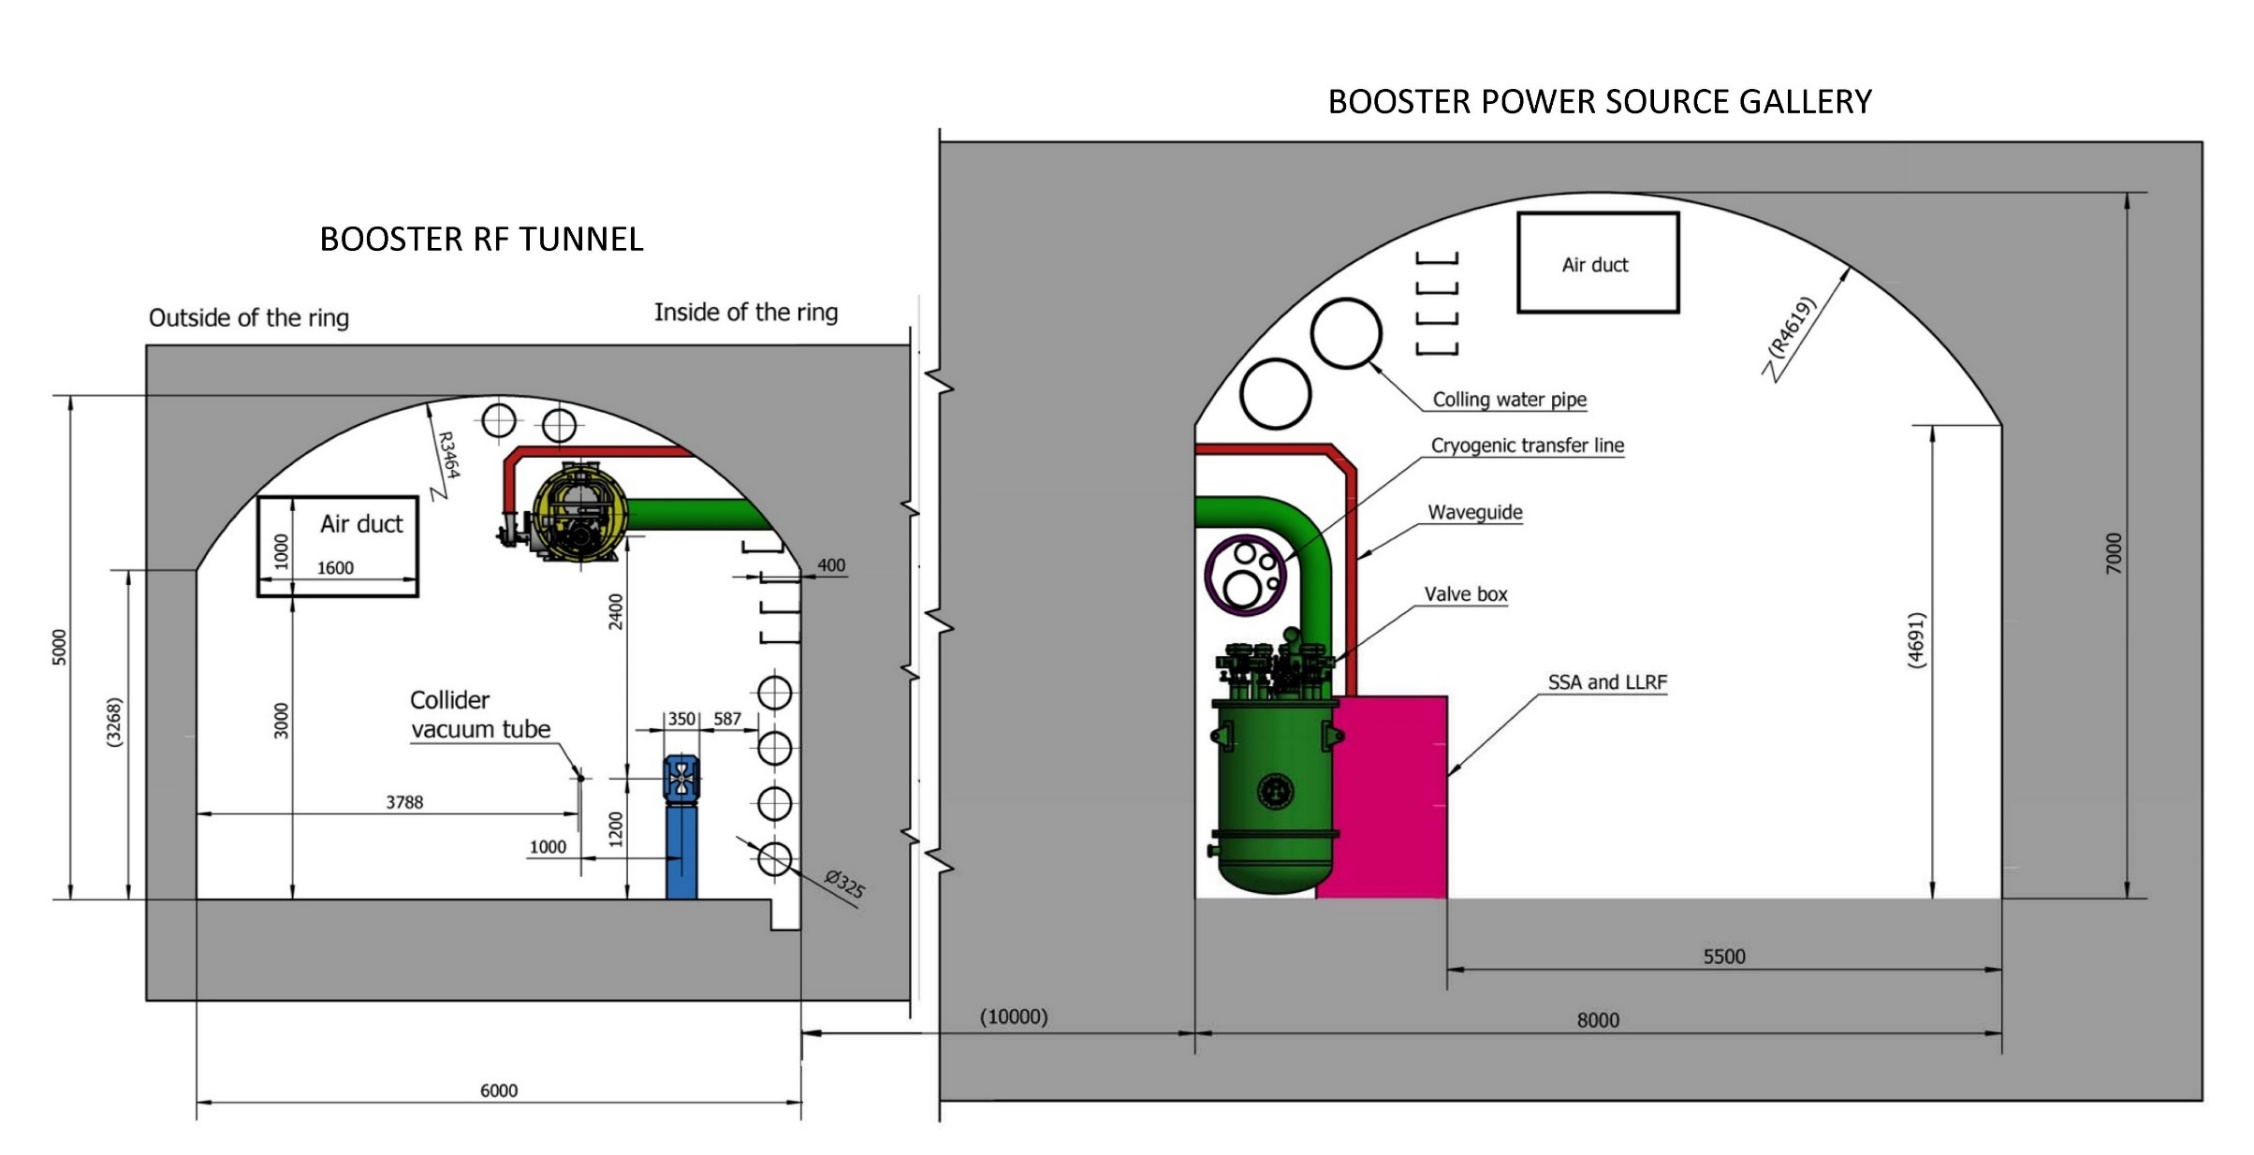 BOOSTER POWER SOURCE GALLERY
BOOSTER RF TUNNEL
Outside of the ring
Inside of the ring
R3464
Air duct
1000
1600
400
2400
5000
(3268)
3000
Collider
vacuum tube
350
587
3788
1000
1200
Ø325
6000
Air duct
(R4619)
Colling water pipe
Cryogenic transfer line
Waveguide
Valve box
SSA and LLRF
(4691)
7000
5500
(10000)
8000